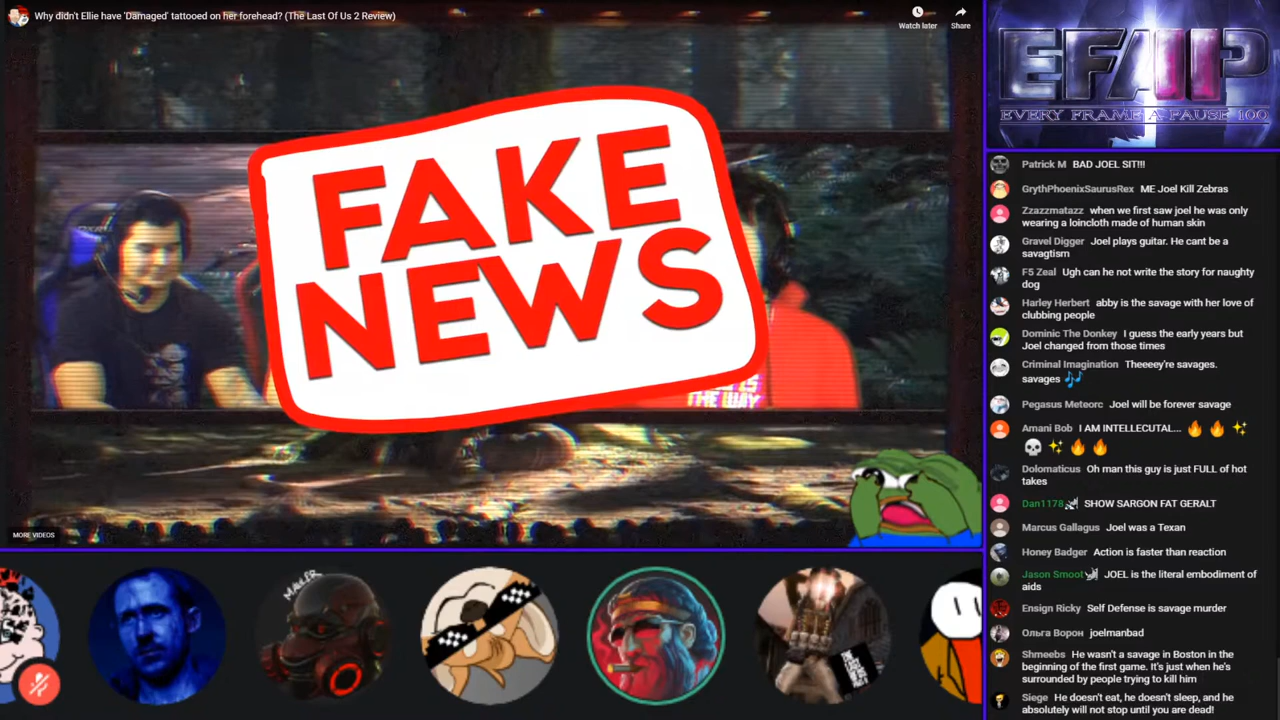 Why didn't Ellie have 'Damaged' tattooed on her forehead? (The Last Of Us 2 Review)
Watch later
Share
FAKE
NEWS
IS
THE WAY
MORE VIDEOS
MAULER
EFAP
EVERY FRAME A PAUSE 100
Patrick M BAD JOEL SIT!!!
GrythPhoenixSaurusRex ME Joel Kill Zebras
Zzazzmatazz when we first saw joel he was only
wearing a loincloth made of human skin
Gravel Digger Joel plays guitar. He cant be a
savagtism
F5 Zeal Ugh can he not write the story for naughty
dog
Harley Herbert abby is the savage with her love of
clubbing people
Dominic The Donkey I guess the early years but
Joel changed from those times
Criminal Imagination Theeeey're savages.
savages 🎶
Pegasus Meteorc Joel will be forever savage
Amani Bob I AM INTELLECUTAL... 🔥 🔥 ✨
💀 ✨ 🔥 🔥
Dolomaticus Oh man this guy is just FULL of hot
takes
Dan1178 SHOW SARGON FAT GERALT
Marcus Gallagus Joel was a Texan
Honey Badger Action is faster than reaction
Jason Smoot JOEL is the literal embodiment of
aids
Ensign Ricky Self Defense is savage murder
Ольга Ворон joelmanbad
Shmeebs He wasn't a savage in Boston in the
beginning of the first game. It's just when he's
surrounded by people trying to kill him
Siege He doesn't eat, he doesn't sleep, and he
absolutely will not stop until you are dead!